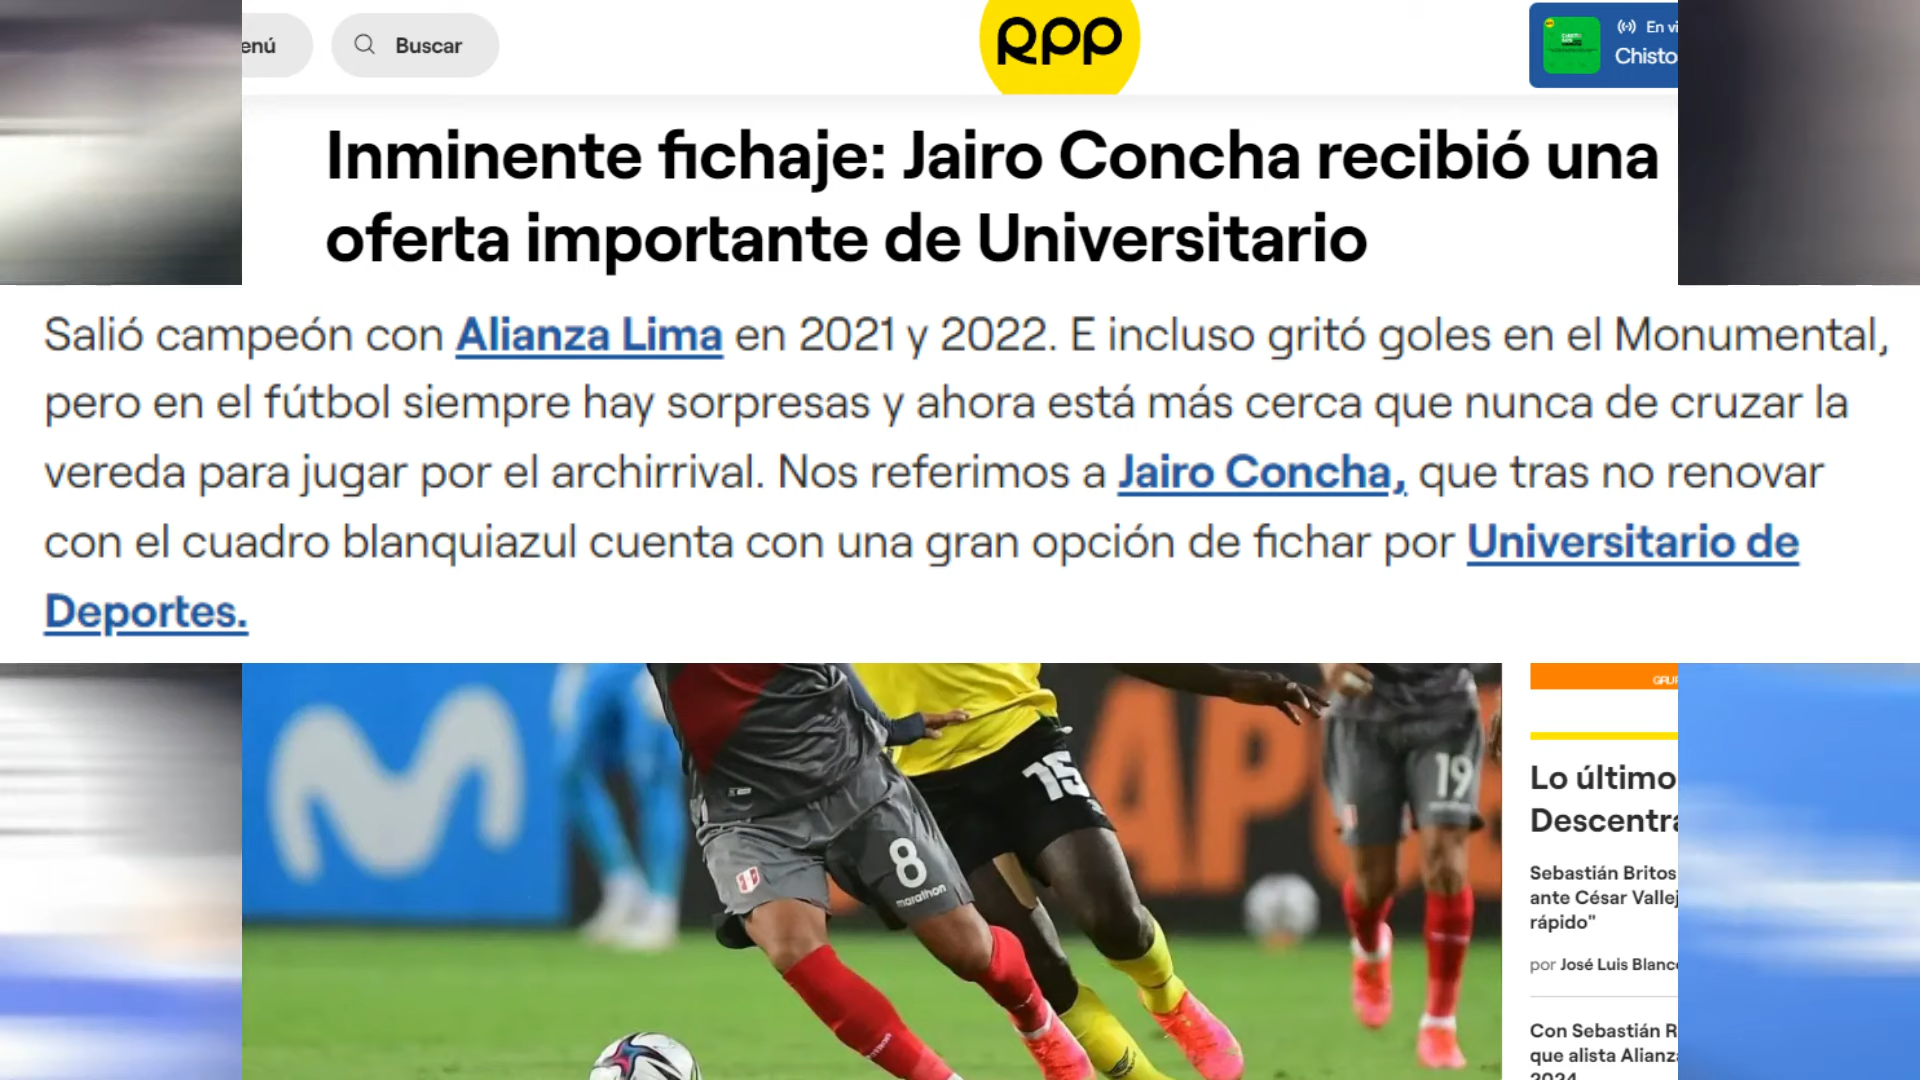 enú
Buscar
RPP
En vi
Chisto
Inminente fichaje: Jairo Concha recibió una
oferta importante de Universitario
Salió campeón con Alianza Lima en 2021 y 2022. E incluso gritó goles en el Monumental,
pero en el fútbol siempre hay sorpresas y ahora está más cerca que nunca de cruzar la
vereda para jugar por el archirrival. Nos referimos a Jairo Concha, que tras no renovar
con el cuadro blanquiazul cuenta con una gran opción de fichar por Universitario de
Deportes.
15
19
8
marathon
Lo último
Descentra
Sebastián Britos
ante César Vallej
rápido"
por José Luis Blanco
Con Sebastián R
que alista Alianza
2024